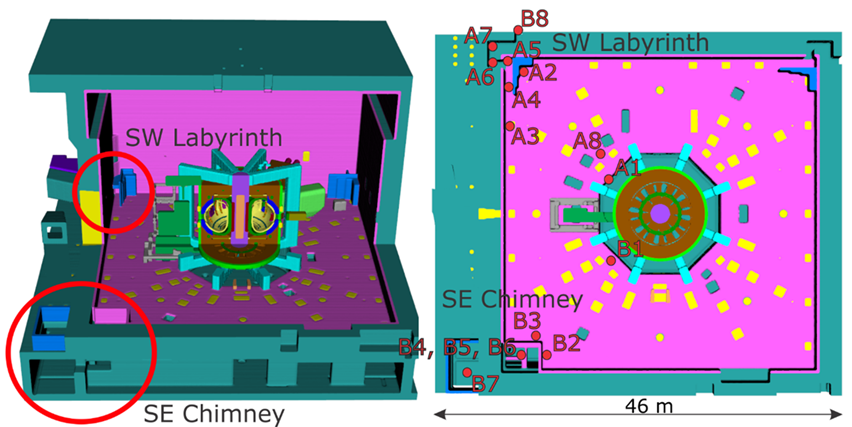 SW Labyrinth
SE Chimney
B8
A7
SW Labyrinth
A5
A6
A2
A4
A3
A8
A1
B1
SE Chimney
B3
B4, B5, B6
B2
B7
46 m